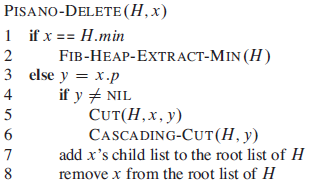 PISANO-DELETE(H, x)
1 if x == H.min
2 FIB-HEAP-EXTRACT-MIN(H)
3 else y = x.p
4 if y ≠ NIL
5 CUT(H, x, y)
6 CASCADING-CUT(H, y)
7 add x's child list to the root list of H
8 remove x from the root list of H